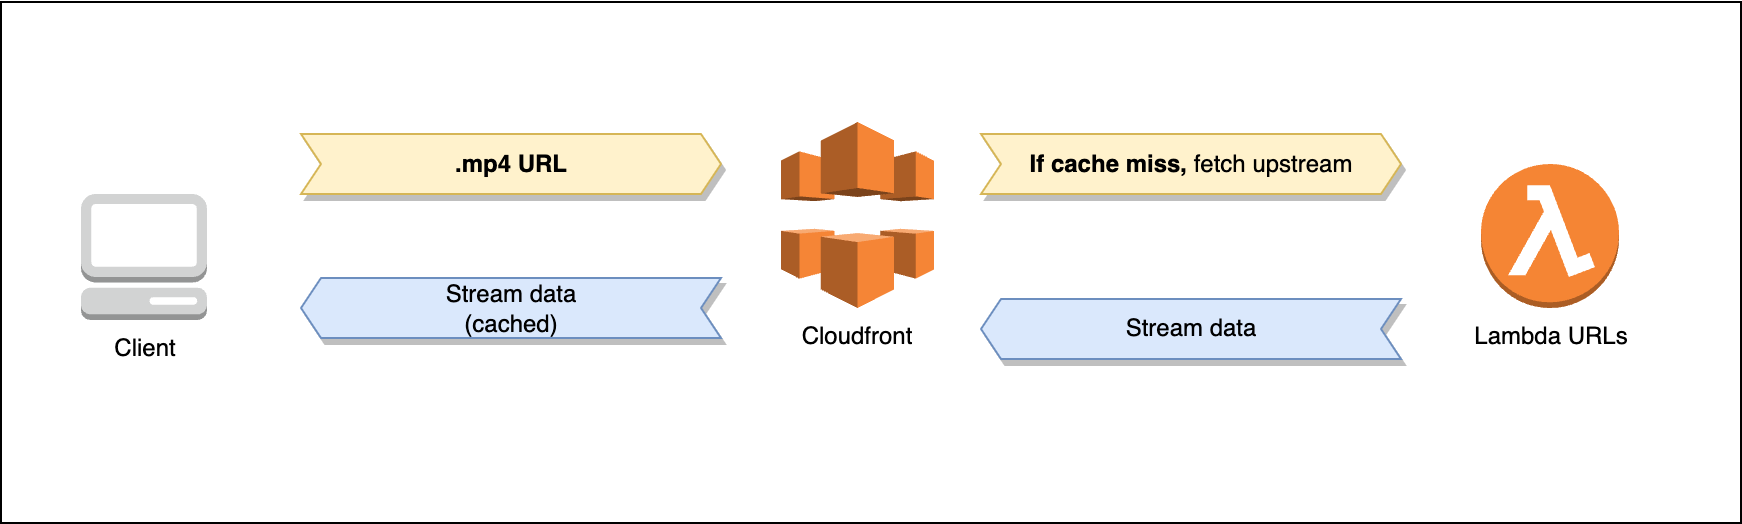 .mp4 URL
If cache miss, fetch upstream
Stream data
(cached)
Stream data
Client
Cloudfront
Lambda URLs